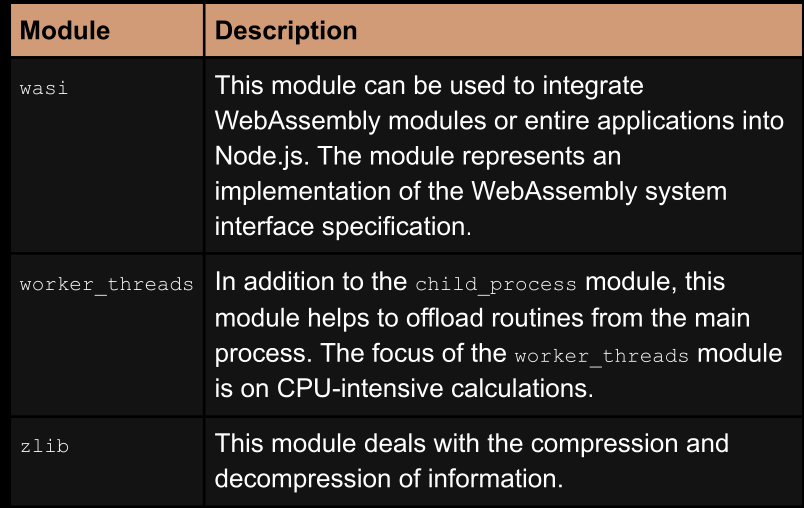 Module Description
wasi This module can be used to integrate
WebAssembly modules or entire applications into
Node.js. The module represents an
implementation of the WebAssembly system
interface specification.
worker_threads In addition to the child_process module, this
module helps to offload routines from the main
process. The focus of the worker_threads module
is on CPU-intensive calculations.
zlib This module deals with the compression and
decompression of information.